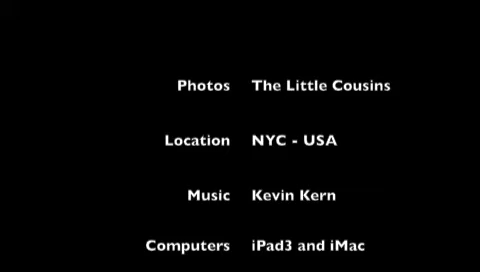 Photos The Little Cousins
Location NYC - USA
Music Kevin Kern
Computers iPad3 and iMac